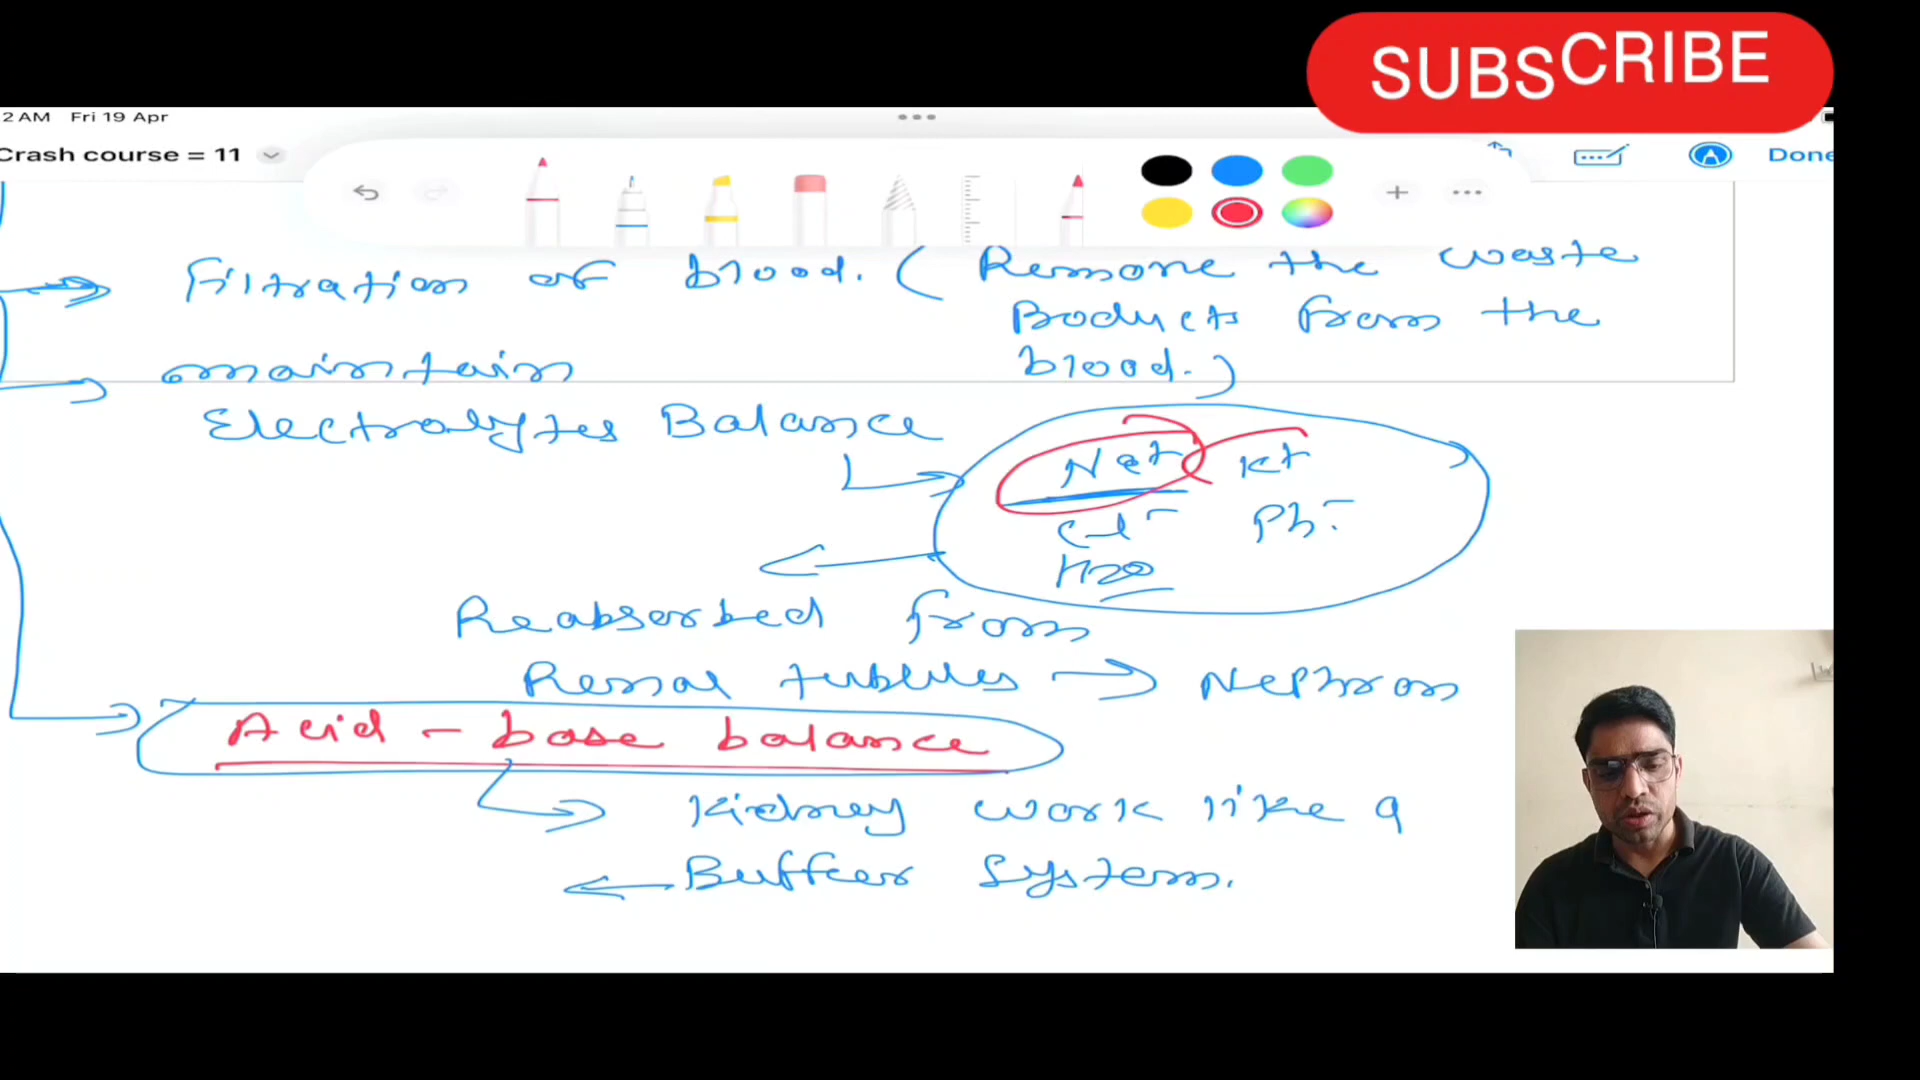 SUBSCRIBE
2 AM Fri 19 Apr
Crash course = 11
Done
Filtration of blood. ( Remove the waste
Products from the
blood. )
maintain
Electrolytes Balance
Na+ K+
Cl- Ph-
H2O
Reabsorbed from
Renal tubules → Nephron
Acid - base balance
Kidney work like a
Buffer System.